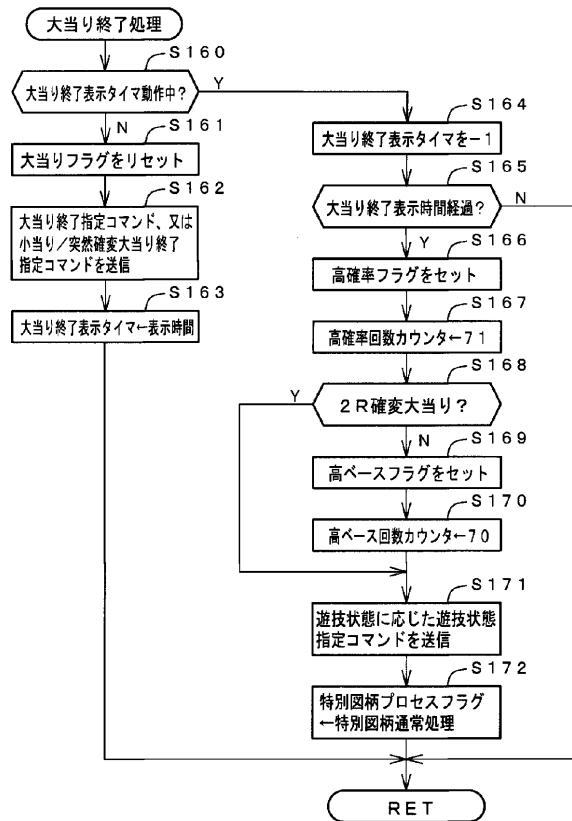 大当り終了処理
S160
大当り終了表示タイマ動作中?
Y
N
S161
大当りフラグをリセット
S162
大当り終了指定コマンド、又は
小当り/突然確変大当り終了
指定コマンドを送信
S163
大当り終了表示タイマ←表示時間
S164
大当り終了表示タイマを−1
S165
大当り終了表示時間経過?
N
Y
S166
高確率フラグをセット
S167
高確率回数カウンタ←71
S168
2R確変大当り?
Y
N
S169
高ベースフラグをセット
S170
高ベース回数カウンタ←70
S171
遊技状態に応じた遊技状態
指定コマンドを送信
S172
特別図柄プロセスフラグ
←特別図柄通常処理
RET